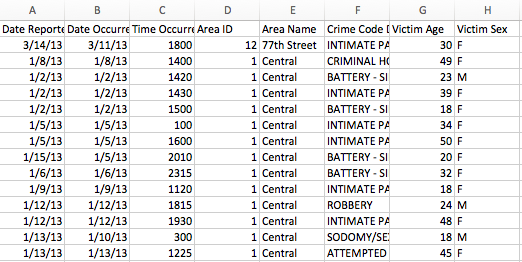 A B C D E F G H
Date Reporte Date Occurre Time Occurre Area ID Area Name Crime Code D Victim Age Victim Sex
3/14/13 3/11/13 1800 12 77th Street INTIMATE PA 30 F
1/8/13 1/8/13 1400 1 Central CRIMINAL HO 49 F
1/2/13 1/2/13 1420 1 Central BATTERY - SI 23 M
1/2/13 1/2/13 1430 1 Central INTIMATE PA 39 F
1/2/13 1/2/13 1500 1 Central BATTERY - SI 18 F
1/5/13 1/5/13 100 1 Central INTIMATE PA 34 F
1/5/13 1/5/13 1600 1 Central INTIMATE PA 50 F
1/15/13 1/5/13 2010 1 Central BATTERY - SI 20 F
1/6/13 1/6/13 2315 1 Central BATTERY - SI 32 F
1/9/13 1/9/13 1120 1 Central INTIMATE PA 18 F
1/12/13 1/12/13 1815 1 Central ROBBERY 24 M
1/12/13 1/12/13 1930 1 Central INTIMATE PA 48 F
1/13/13 1/10/13 300 1 Central SODOMY/SE 18 M
1/13/13 1/13/13 1225 1 Central ATTEMPTED 45 F